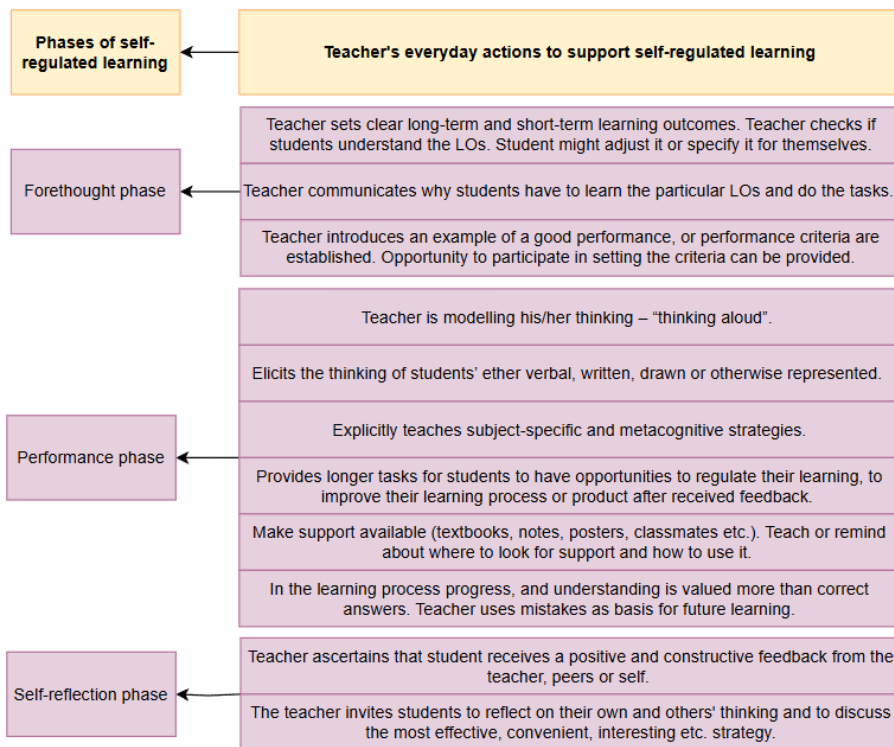 Phases of self-
regulated learning
Teacher's everyday actions to support self-regulated learning
Forethought phase
Teacher sets clear long-term and short-term learning outcomes. Teacher checks if
students understand the LOs. Student might adjust it or specify it for themselves.
Teacher communicates why students have to learn the particular LOs and do the tasks.
Teacher introduces an example of a good performance, or performance criteria are
established. Opportunity to participate in setting the criteria can be provided.
Performance phase
Teacher is modelling his/her thinking – “thinking aloud”.
Elicits the thinking of students’ ether verbal, written, drawn or otherwise represented.
Explicitly teaches subject-specific and metacognitive strategies.
Provides longer tasks for students to have opportunities to regulate their learning, to
improve their learning process or product after received feedback.
Make support available (textbooks, notes, posters, classmates etc.). Teach or remind
about where to look for support and how to use it.
In the learning process progress, and understanding is valued more than correct
answers. Teacher uses mistakes as basis for future learning.
Self-reflection phase
Teacher ascertains that student receives a positive and constructive feedback from the
teacher, peers or self.
The teacher invites students to reflect on their own and others' thinking and to discuss
the most effective, convenient, interesting etc. strategy.